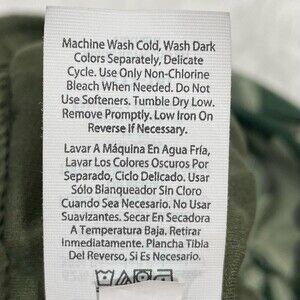 Machine Wash Cold, Wash Dark
Colors Separately, Delicate
Cycle. Use Only Non-Chlorine
Bleach When Needed. Do Not
Use Softeners. Tumble Dry Low.
Remove Promptly. Low Iron On
Reverse If Necessary.
Lavar A Máquina En Agua Fría,
Lavar Los Colores Oscuros Por
Separado, Ciclo Delicado. Usar
Sólo Blanqueador Sin Cloro
Cuando Sea Necesario. No Usar
Suavizantes. Secar En Secadora
A Temperatura Baja. Retirar
Inmediatamente. Plancha Tibia
Del Reverso, Si Es Necesario.